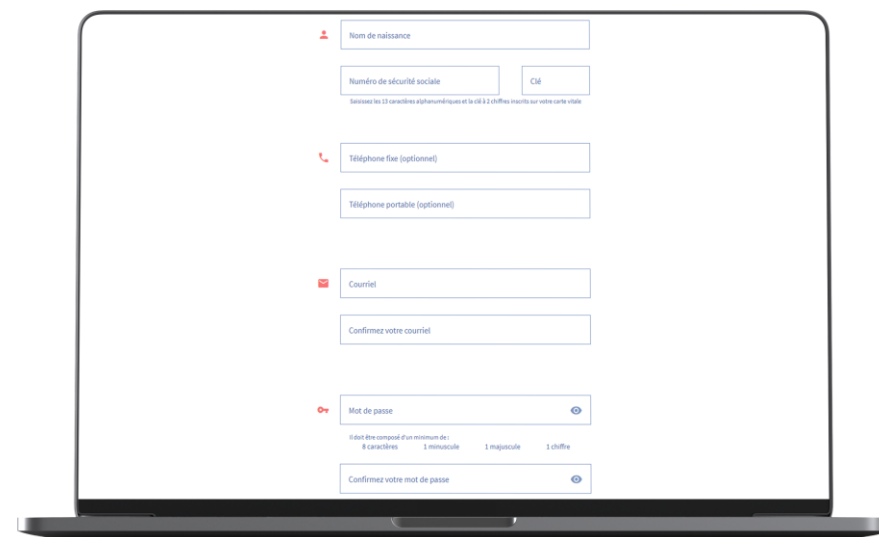 Nom de naissance
Numéro de sécurité sociale Clé
Saisissez les 13 caractères alphanumériques et la clé à 2 chiffres inscrits sur votre carte vitale
Téléphone fixe (optionnel)
Téléphone portable (optionnel)
Courriel
Confirmez votre courriel
Mot de passe
Il doit être composé d'un minimum de :
8 caractères 1 minuscule 1 majuscule 1 chiffre
Confirmez votre mot de passe